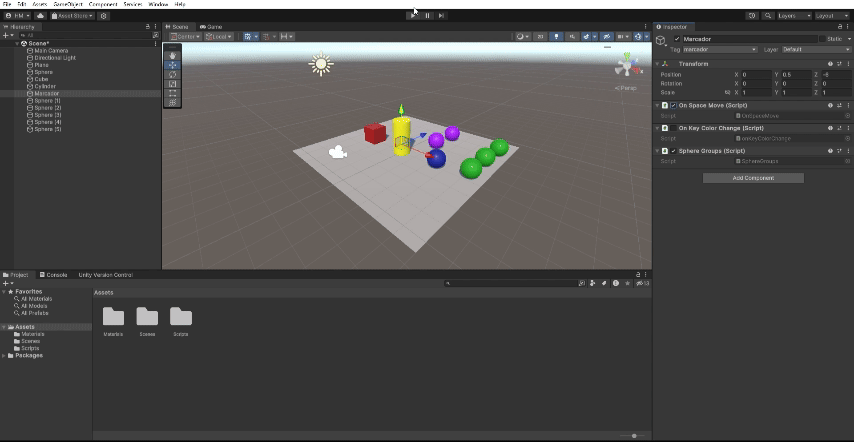 File Edit Assets GameObject Component Services Window Help
HM Asset Store Layers Layout
Hierarchy
All
Scene*
Main Camera
Directional Light
Plane
Sphere
Cube
Cylinder
Marcador
Sphere (1)
Sphere (2)
Sphere (3)
Sphere (4)
Sphere (5)
Scene Game
Center Local 2D
Persp
Inspector
Marcador Static
Tag marcador Layer Default
Transform
Position X 0 Y 0.5 Z -6
Rotation X 0 Y 0 Z 0
Scale X 1 Y 1 Z 1
On Space Move (Script)
Script OnSpaceMove
On Key Color Change (Script)
Script onKeyColorChange
Sphere Groups (Script)
Script SphereGroups
Add Component
Project Console Unity Version Control
Favorites
All Materials
All Models
All Prefabs
Assets
Materials
Scenes
Scripts
Packages
Assets
Materials Scenes Scripts